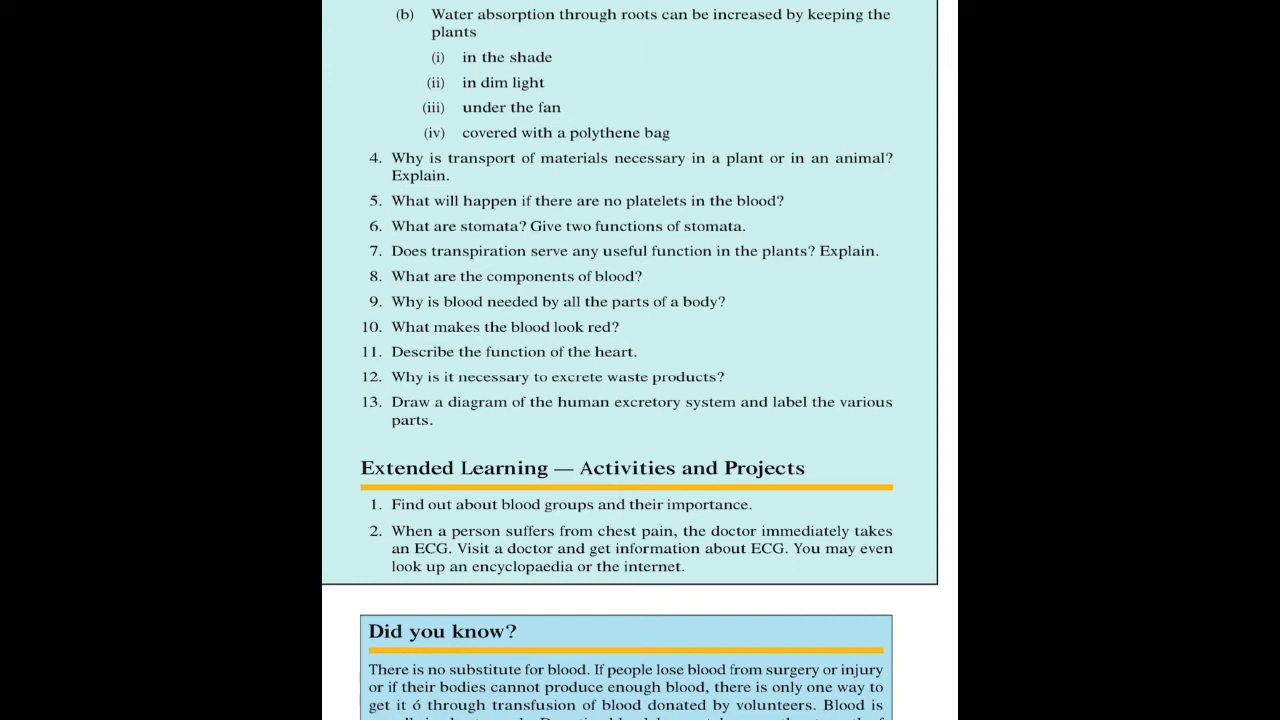 (b) Water absorption through roots can be increased by keeping the
plants
(i) in the shade
(ii) in dim light
(iii) under the fan
(iv) covered with a polythene bag
4. Why is transport of materials necessary in a plant or in an animal?
Explain.
5. What will happen if there are no platelets in the blood?
6. What are stomata? Give two functions of stomata.
7. Does transpiration serve any useful function in the plants? Explain.
8. What are the components of blood?
9. Why is blood needed by all the parts of a body?
10. What makes the blood look red?
11. Describe the function of the heart.
12. Why is it necessary to excrete waste products?
13. Draw a diagram of the human excretory system and label the various
parts.
Extended Learning — Activities and Projects
1. Find out about blood groups and their importance.
2. When a person suffers from chest pain, the doctor immediately takes
an ECG. Visit a doctor and get information about ECG. You may even
look up an encyclopaedia or the internet.
Did you know?
There is no substitute for blood. If people lose blood from surgery or injury
or if their bodies cannot produce enough blood, there is only one way to
get it ó through transfusion of blood donated by volunteers. Blood is